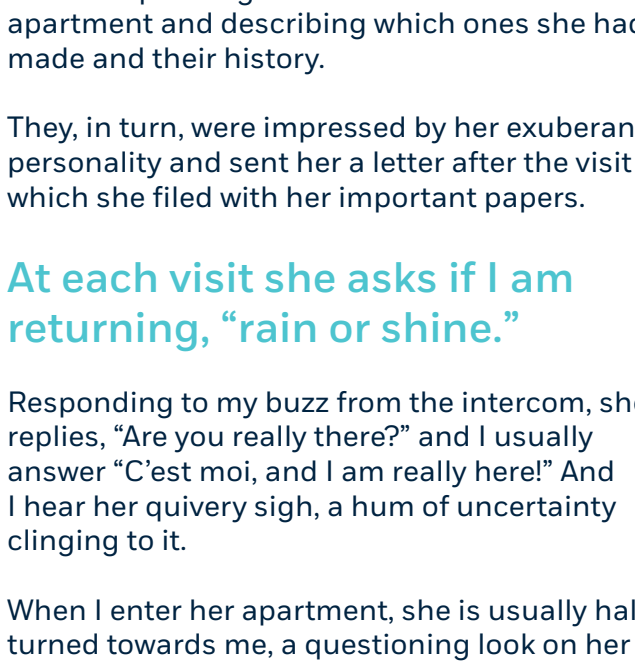 apartment and describing which ones she had
made and their history.
They, in turn, were impressed by her exuberan
personality and sent her a letter after the visit
which she filed with her important papers.
At each visit she asks if I am
returning, “rain or shine.”
Responding to my buzz from the intercom, she
replies, “Are you really there?” and I usually
answer “C’est moi, and I am really here!” And
I hear her quivery sigh, a hum of uncertainty
clinging to it.
When I enter her apartment, she is usually hal
turned towards me, a questioning look on her